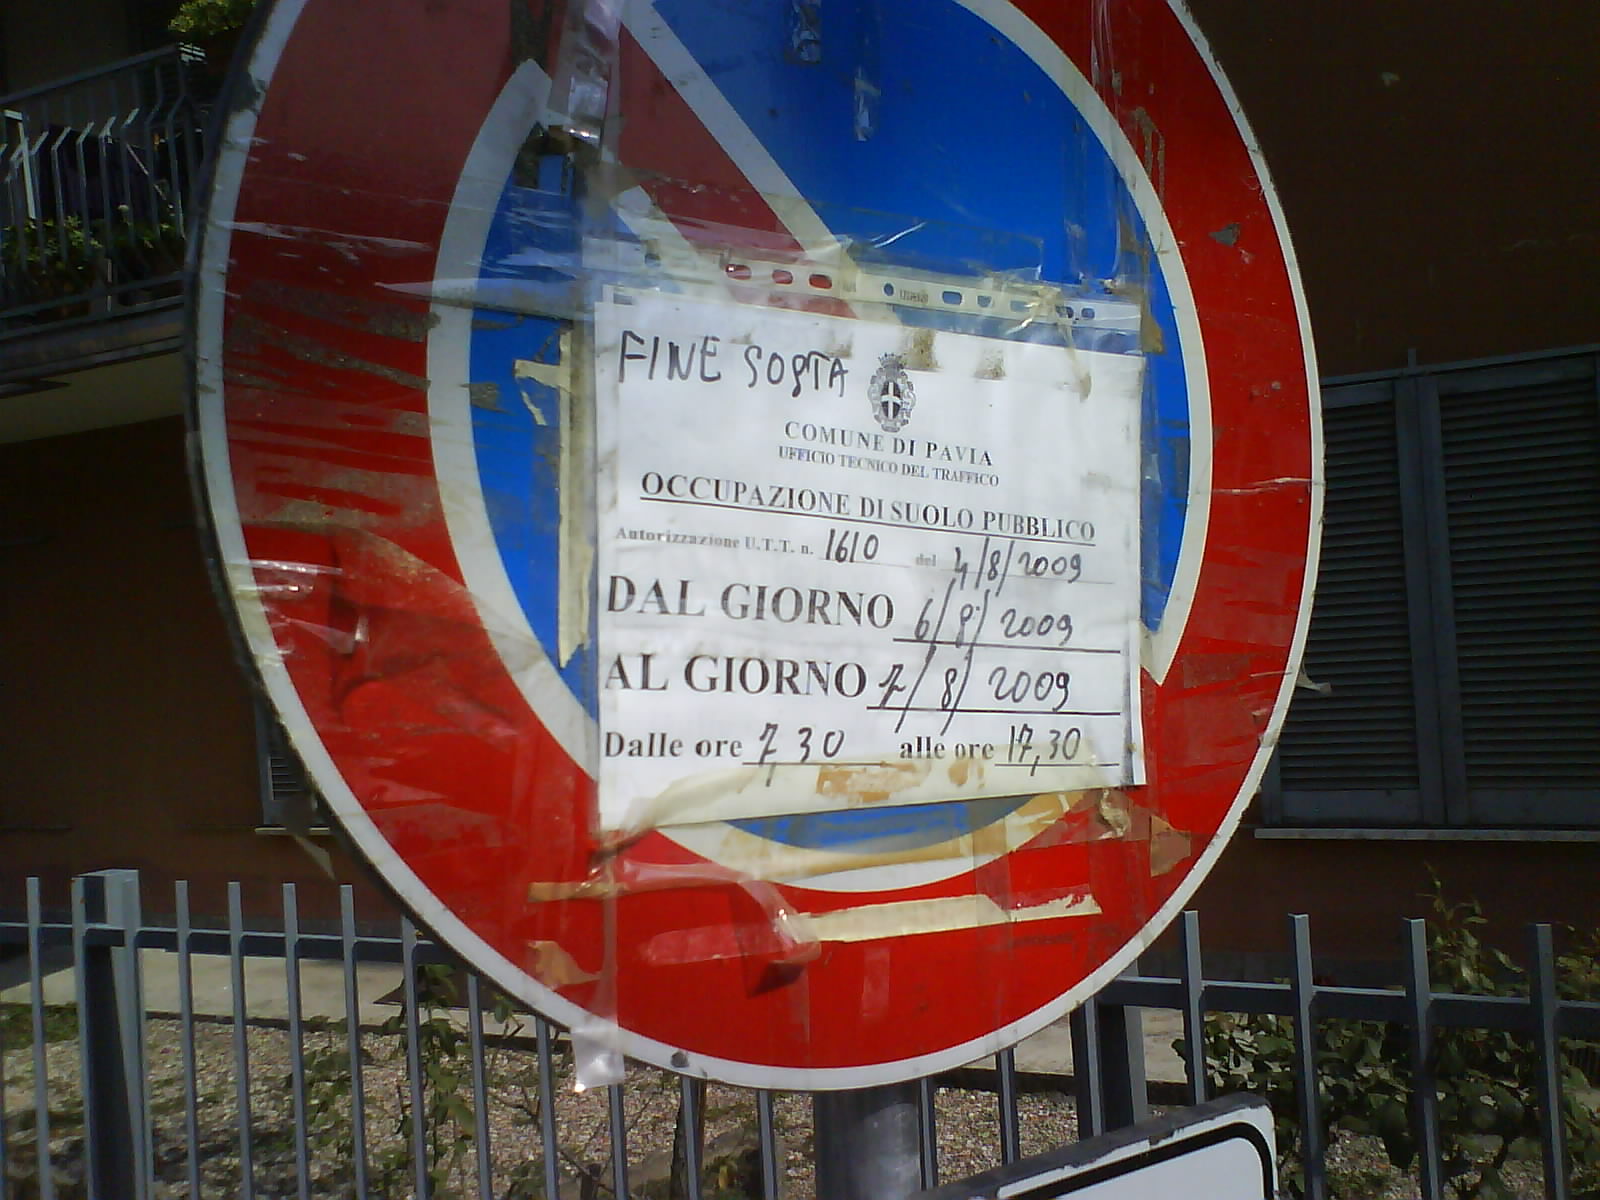 FINE SOSTA
COMUNE DI PAVIA
UFFICIO TECNICO DEL TRAFFICO
OCCUPAZIONE DI SUOLO PUBBLICO
Autorizzazione U.T.T. n. 1610 del 4/8/2009
DAL GIORNO 6/8/2009
AL GIORNO 7/8/2009
Dalle ore 7,30 alle ore 17,30